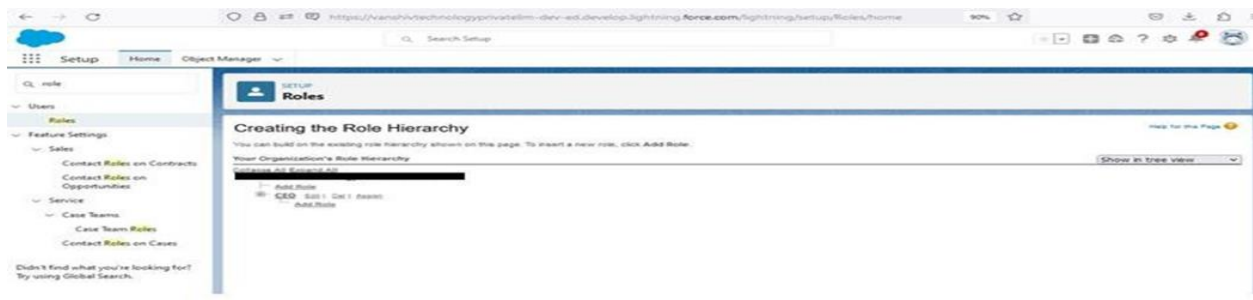 https://vanshivtechnologyprivatelim-dev-ed.develop.lightning.force.com/lightning/setup/Roles/home
90%
Search Setup
Setup
Home
Object Manager
role
Users
Roles
Feature Settings
Sales
Contact Roles on Contracts
Contact Roles on
Opportunities
Service
Case Teams
Case Team Roles
Contact Roles on Cases
Didn't find what you're looking for?
Try using Global Search.
SETUP
Roles
Creating the Role Hierarchy
Help for this Page
You can build on the existing role hierarchy shown on this page. To insert a new role, click Add Role.
Your Organization's Role Hierarchy
Show in tree view
Collapse All Expand All
Add Role
CEO Edit | Del | Assign
Add Role